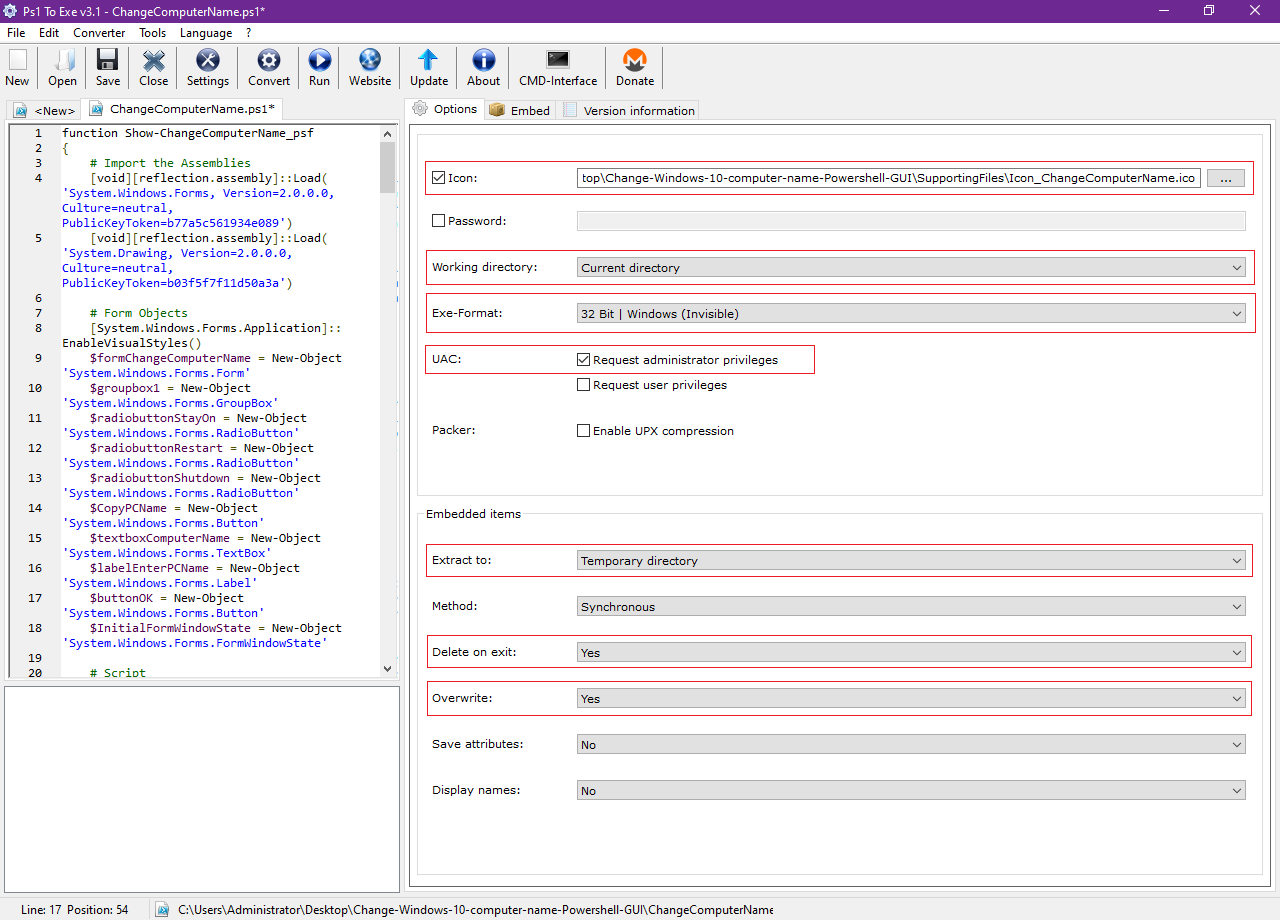 Ps1 To Exe v3.1 - ChangeComputerName.ps1*
File Edit Converter Tools Language ?
New Open Save Close Settings Convert Run Website Update About CMD-Interface Donate
<New> ChangeComputerName.ps1*
1 function Show-ChangeComputerName_psf
2 {
3 # Import the Assemblies
4 [void][reflection.assembly]::Load(
'System.Windows.Forms, Version=2.0.0.0,
Culture=neutral,
PublicKeyToken=b77a5c561934e089')
5 [void][reflection.assembly]::Load(
'System.Drawing, Version=2.0.0.0,
Culture=neutral,
PublicKeyToken=b03f5f7f11d50a3a')
6
7 # Form Objects
8 [System.Windows.Forms.Application]::
EnableVisualStyles()
9 $formChangeComputerName = New-Object
'System.Windows.Forms.Form'
10 $groupbox1 = New-Object
'System.Windows.Forms.GroupBox'
11 $radiobuttonStayOn = New-Object
'System.Windows.Forms.RadioButton'
12 $radiobuttonRestart = New-Object
'System.Windows.Forms.RadioButton'
13 $radiobuttonShutdown = New-Object
'System.Windows.Forms.RadioButton'
14 $CopyPCName = New-Object
'System.Windows.Forms.Button'
15 $textboxComputerName = New-Object
'System.Windows.Forms.TextBox'
16 $labelEnterPCName = New-Object
'System.Windows.Forms.Label'
17 $buttonOK = New-Object
'System.Windows.Forms.Button'
18 $InitialFormWindowState = New-Object
'System.Windows.Forms.FormWindowState'
19
20 # Script
Options Embed Version information
Icon: top\Change-Windows-10-computer-name-Powershell-GUI\SupportingFiles\Icon_ChangeComputerName.ico ...
Password:
Working directory: Current directory
Exe-Format: 32 Bit | Windows (Invisible)
UAC: Request administrator privileges
Request user privileges
Packer: Enable UPX compression
Embedded items
Extract to: Temporary directory
Method: Synchronous
Delete on exit: Yes
Overwrite: Yes
Save attributes: No
Display names: No
Line: 17 Position: 54 C:\Users\Administrator\Desktop\Change-Windows-10-computer-name-Powershell-GUI\ChangeComputerName